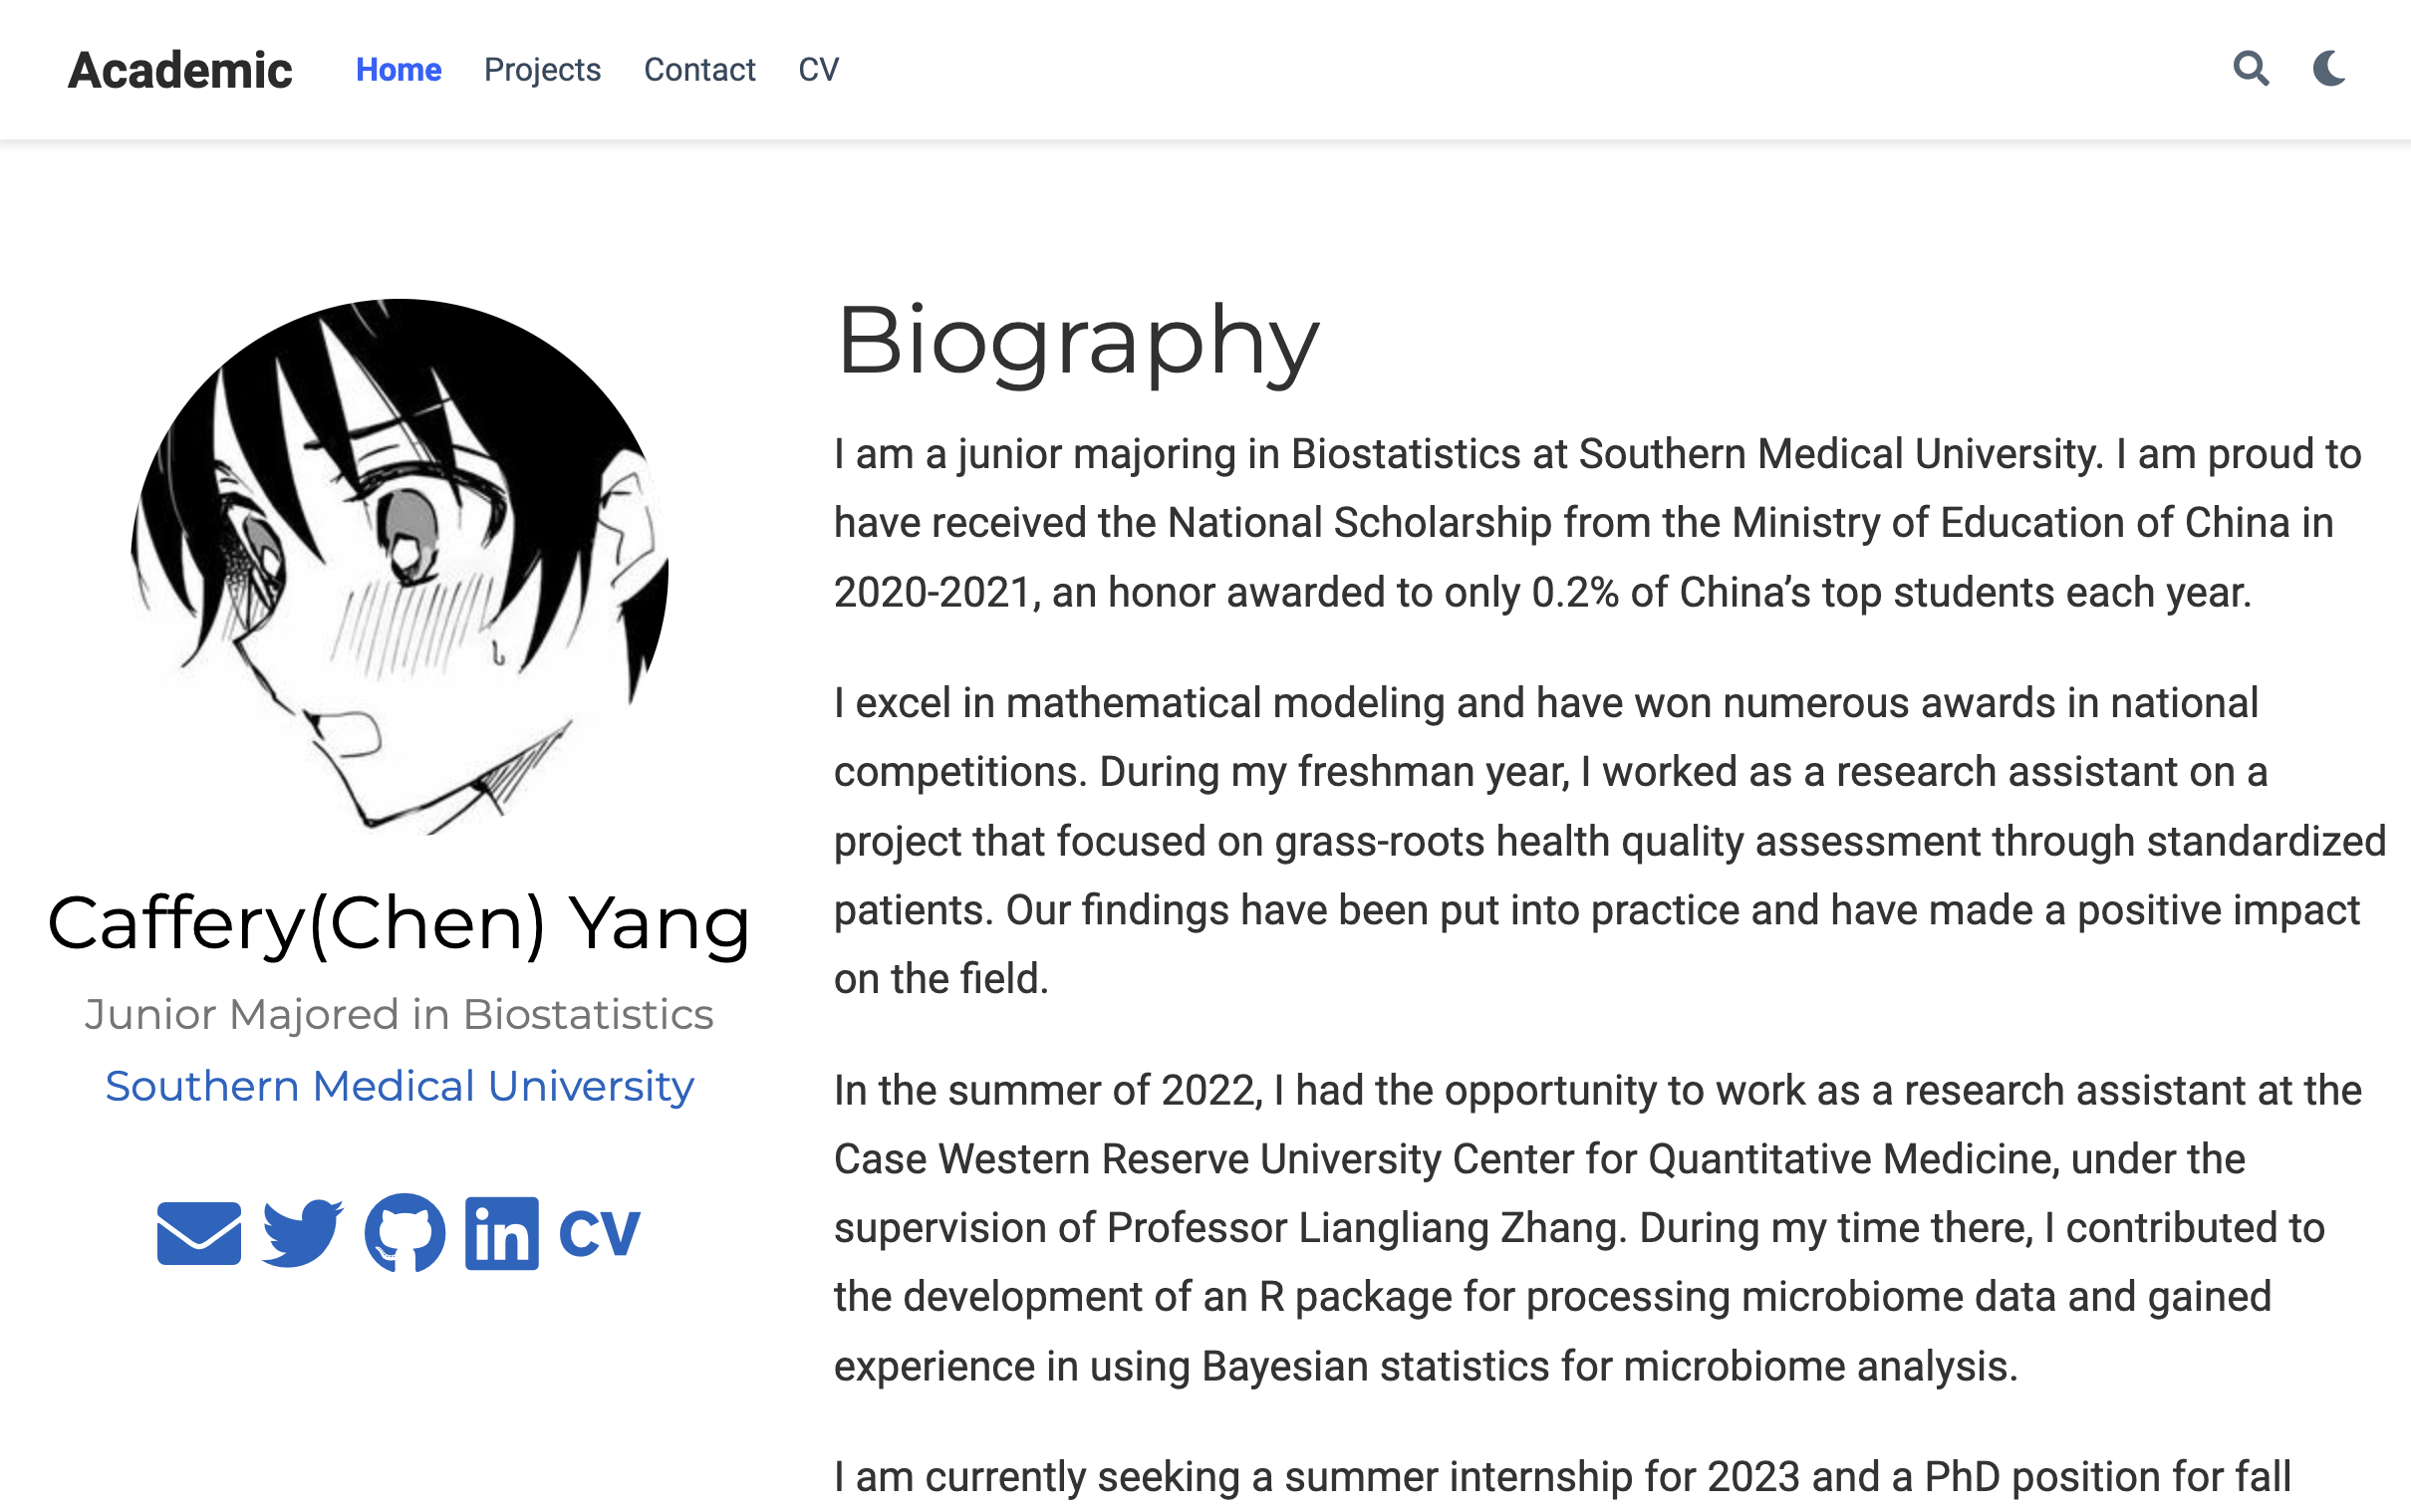 Academic Home Projects Contact CV
Caffery(Chen) Yang
Junior Majored in Biostatistics
Southern Medical University
in CV
Biography
I am a junior majoring in Biostatistics at Southern Medical University. I am proud to
have received the National Scholarship from the Ministry of Education of China in
2020-2021, an honor awarded to only 0.2% of China’s top students each year.
I excel in mathematical modeling and have won numerous awards in national
competitions. During my freshman year, I worked as a research assistant on a
project that focused on grass-roots health quality assessment through standardized
patients. Our findings have been put into practice and have made a positive impact
on the field.
In the summer of 2022, I had the opportunity to work as a research assistant at the
Case Western Reserve University Center for Quantitative Medicine, under the
supervision of Professor Liangliang Zhang. During my time there, I contributed to
the development of an R package for processing microbiome data and gained
experience in using Bayesian statistics for microbiome analysis.
I am currently seeking a summer internship for 2023 and a PhD position for fall